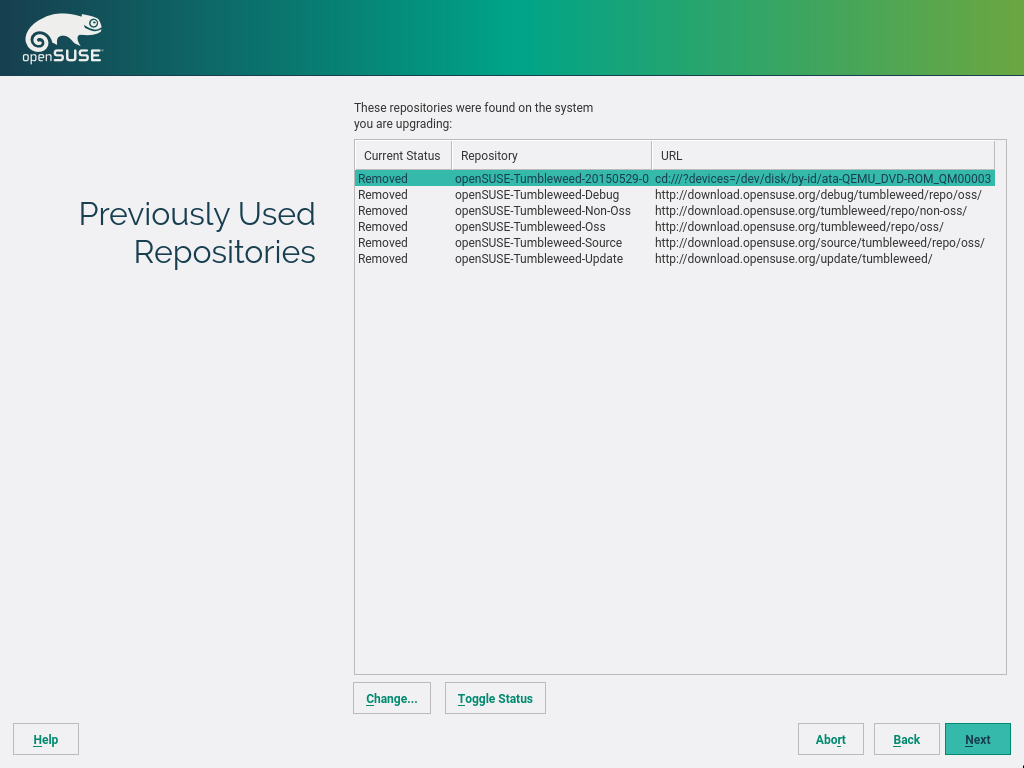 openSUSE
These repositories were found on the system
you are upgrading:
Previously Used
Repositories
Current Status Repository URL
Removed openSUSE-Tumbleweed-20150529-0 cd:///?devices=/dev/disk/by-id/ata-QEMU_DVD-ROM_QM00003
Removed openSUSE-Tumbleweed-Debug http://download.opensuse.org/debug/tumbleweed/repo/oss/
Removed openSUSE-Tumbleweed-Non-Oss http://download.opensuse.org/tumbleweed/repo/non-oss/
Removed openSUSE-Tumbleweed-Oss http://download.opensuse.org/tumbleweed/repo/oss/
Removed openSUSE-Tumbleweed-Source http://download.opensuse.org/source/tumbleweed/repo/oss/
Removed openSUSE-Tumbleweed-Update http://download.opensuse.org/update/tumbleweed/
Change... Toggle Status
Help Abort Back Next